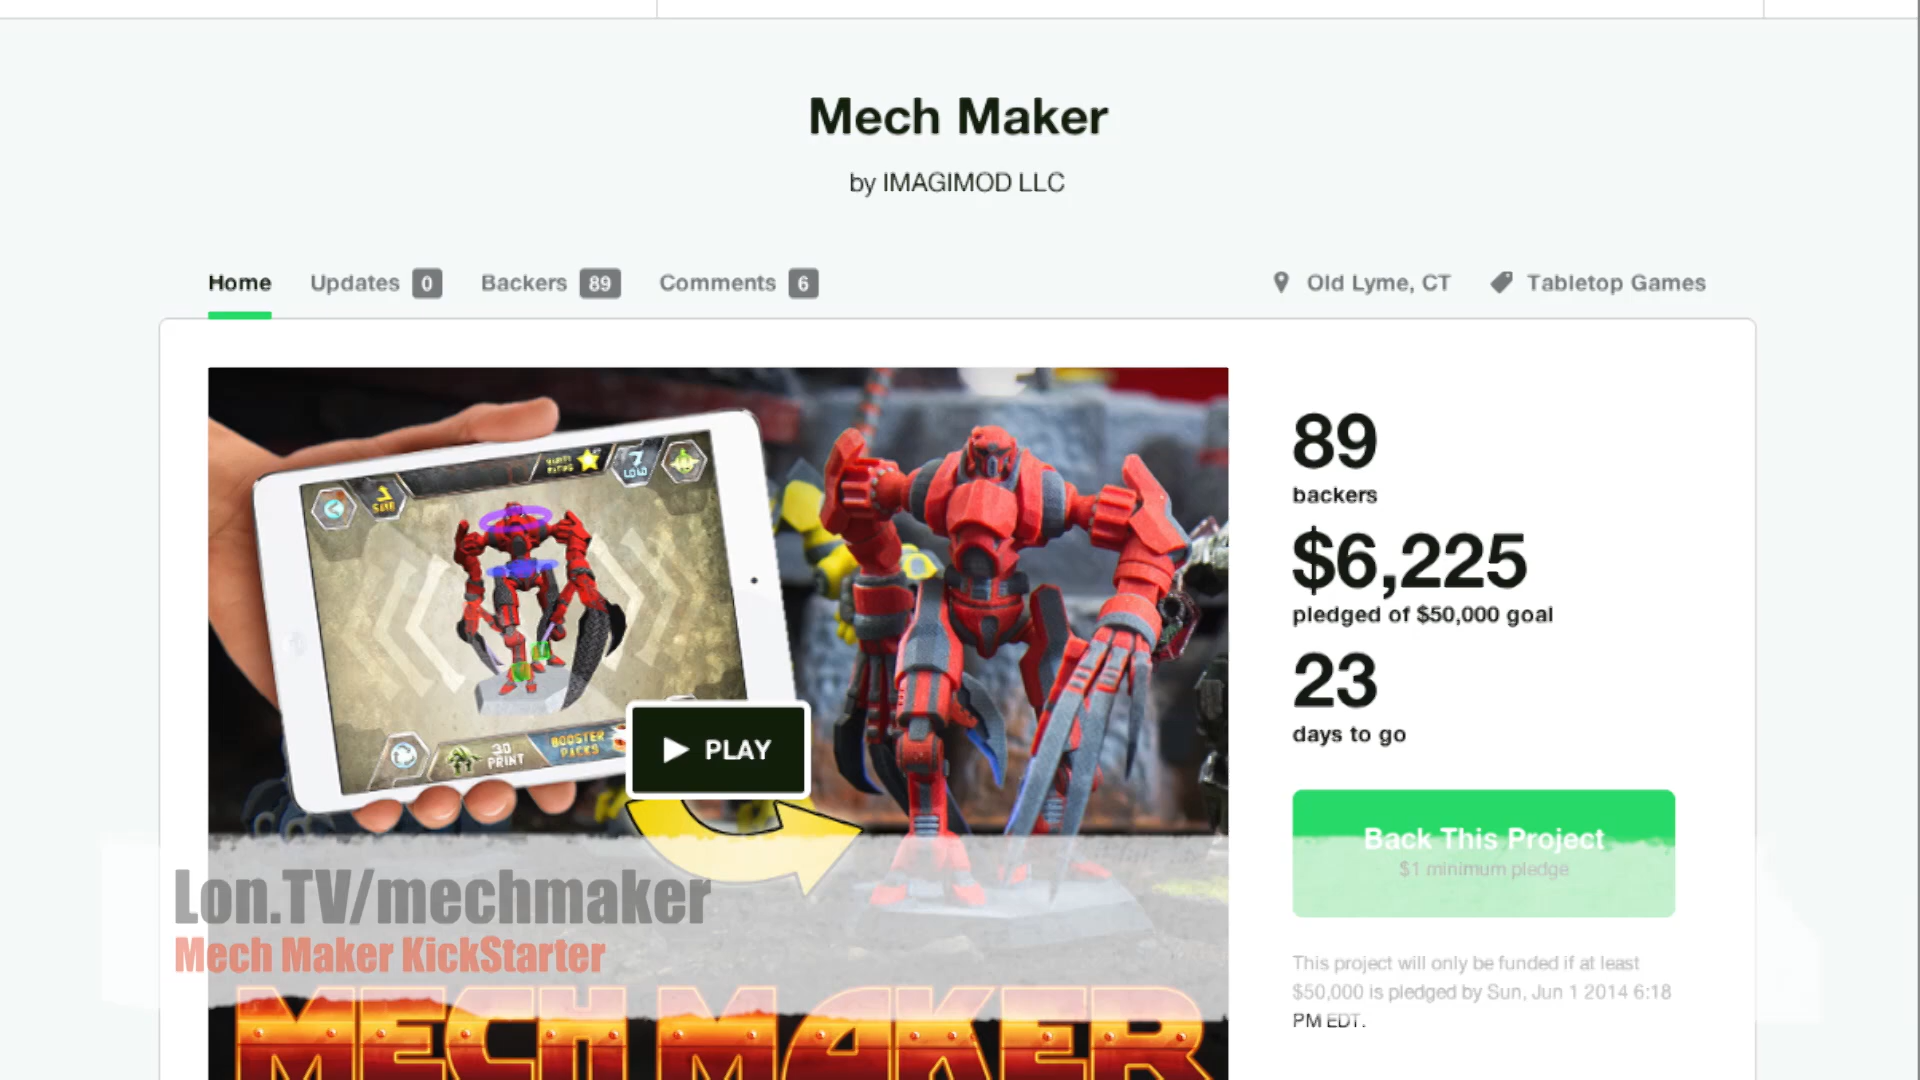 Mech Maker
by IMAGIMOD LLC
Home Updates 0 Backers 89 Comments 6
Old Lyme, CT Tabletop Games
89
backers
$6,225
pledged of $50,000 goal
23
days to go
Back This Project
$1 minimum pledge
This project will only be funded if at least
$50,000 is pledged by Sun, Jun 1 2014 6:18
PM EDT.
SAVE
LOAD
3D
PRINT
BOOSTER
PACKS
PLAY
Lon.TV/mechmaker
Mech Maker KickStarter
MECH MAKER